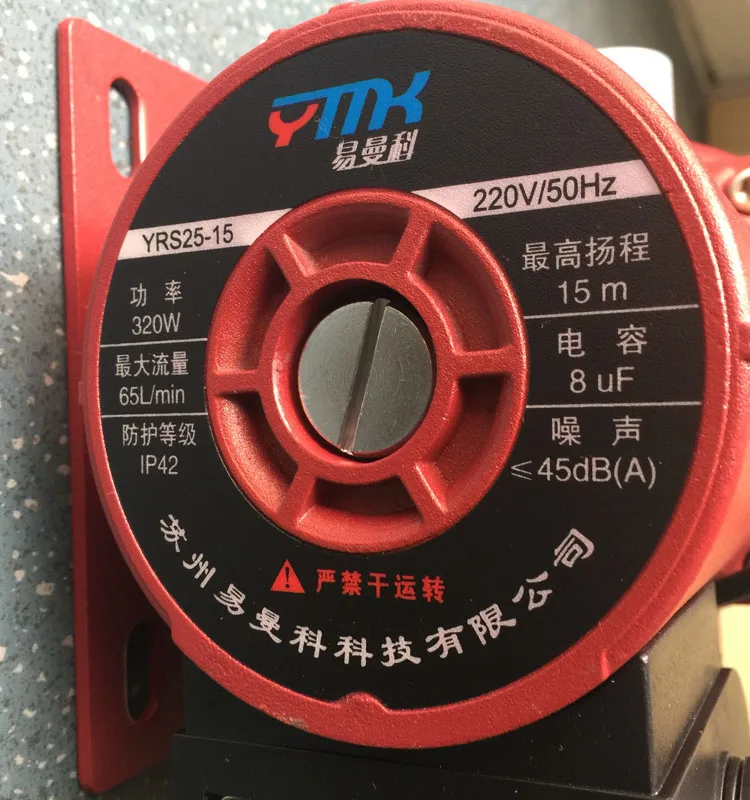 YMK
易曼科
YRS25-15
220V/50Hz
功率
320W
最大流量
65L/min
防护等级
IP42
最高扬程
15 m
电容
8 uF
噪声
≤45dB(A)
严禁干运转
苏州易曼科科技有限公司